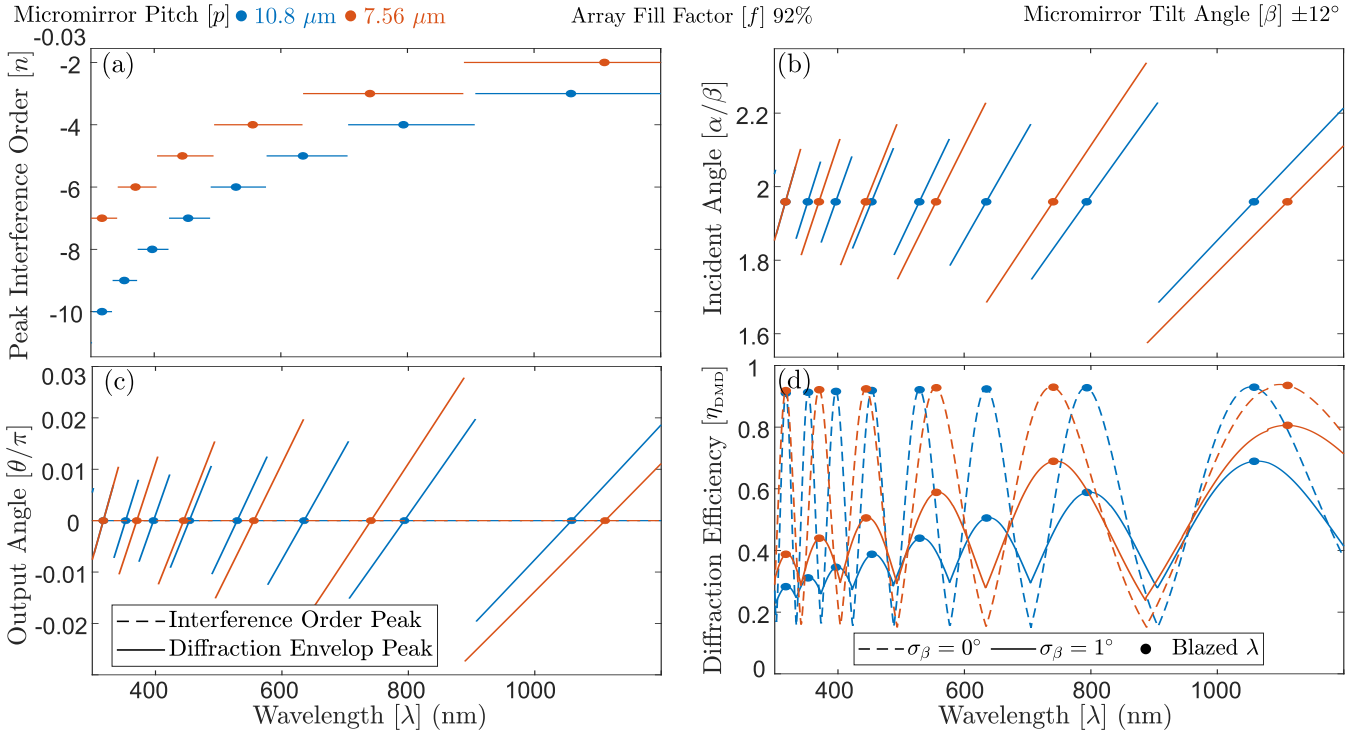 Micromirror Pitch [p] 10.8 μm 7.56 μm Array Fill Factor [f] 92% Micromirror Tilt Angle [β] ±12°
-0.03
Peak Interference Order [n]
(a)
-2
-4
-6
-8
-10
Incident Angle [α/β]
(b)
2.2
2
1.8
1.6
Output Angle [θ/π]
(c)
0.03
0.02
0.01
0
-0.01
-0.02
Interference Order Peak
Diffraction Envelop Peak
400 600 800 1000
Wavelength [λ] (nm)
Diffraction Efficiency [ηDMD]
(d)
1
0.8
0.6
0.4
0.2
0
σβ = 0° σβ = 1° Blazed λ
400 600 800 1000
Wavelength [λ] (nm)